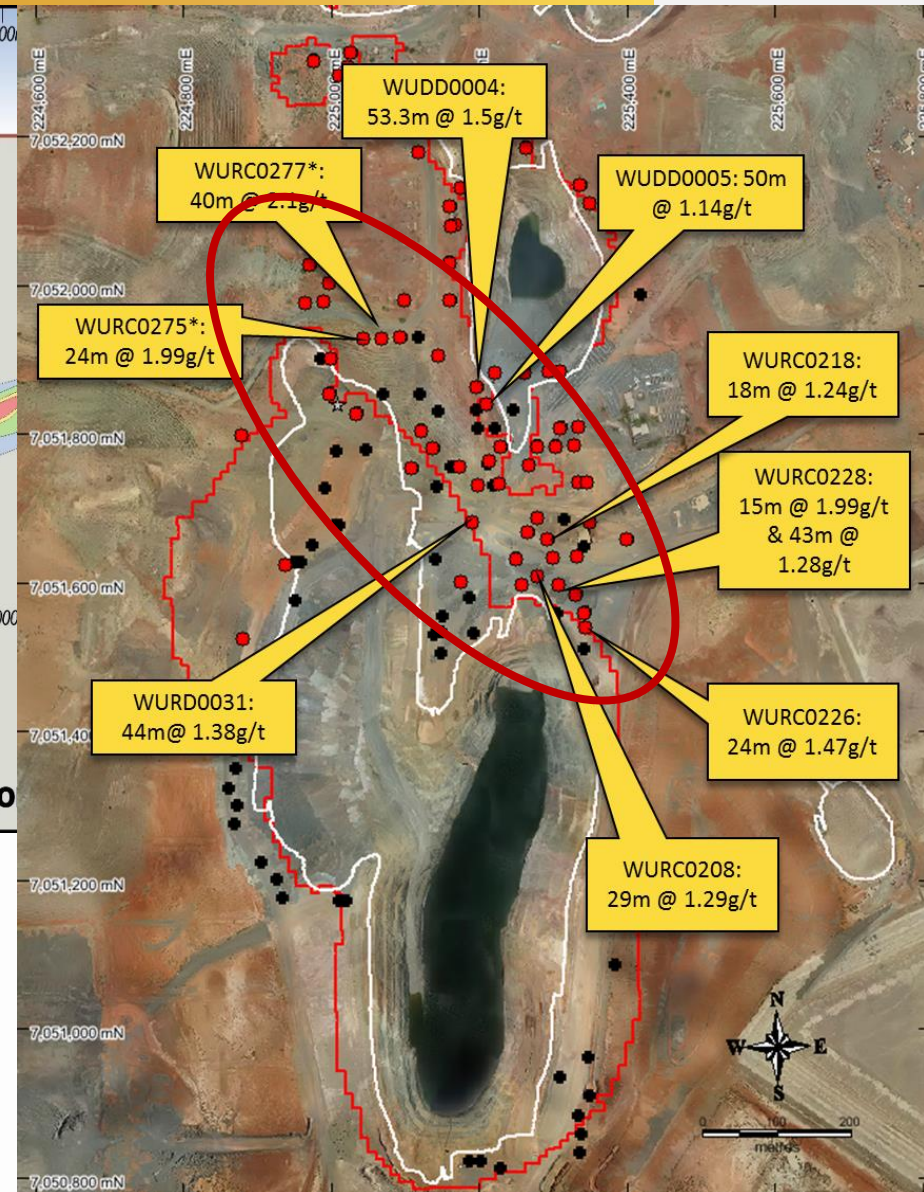 224,600 mE
224,800 mE
225,400 mE
225,600 mE
7,052,200 mN
7,052,000 mN
7,051,800 mN
7,051,600 mN
7,051,400 mN
7,051,200 mN
7,051,000 mN
7,050,800 mN
WUDD0004:
53.3m @ 1.5g/t
WURC0277*:
40m @ 2.1g/t
WUDD0005: 50m
@ 1.14g/t
WURC0275*:
24m @ 1.99g/t
WURC0218:
18m @ 1.24g/t
WURC0228:
15m @ 1.99g/t
& 43m @
1.28g/t
WURD0031:
44m@ 1.38g/t
WURC0226:
24m @ 1.47g/t
WURC0208:
29m @ 1.29g/t
N
W E
S
0 100 200
metres